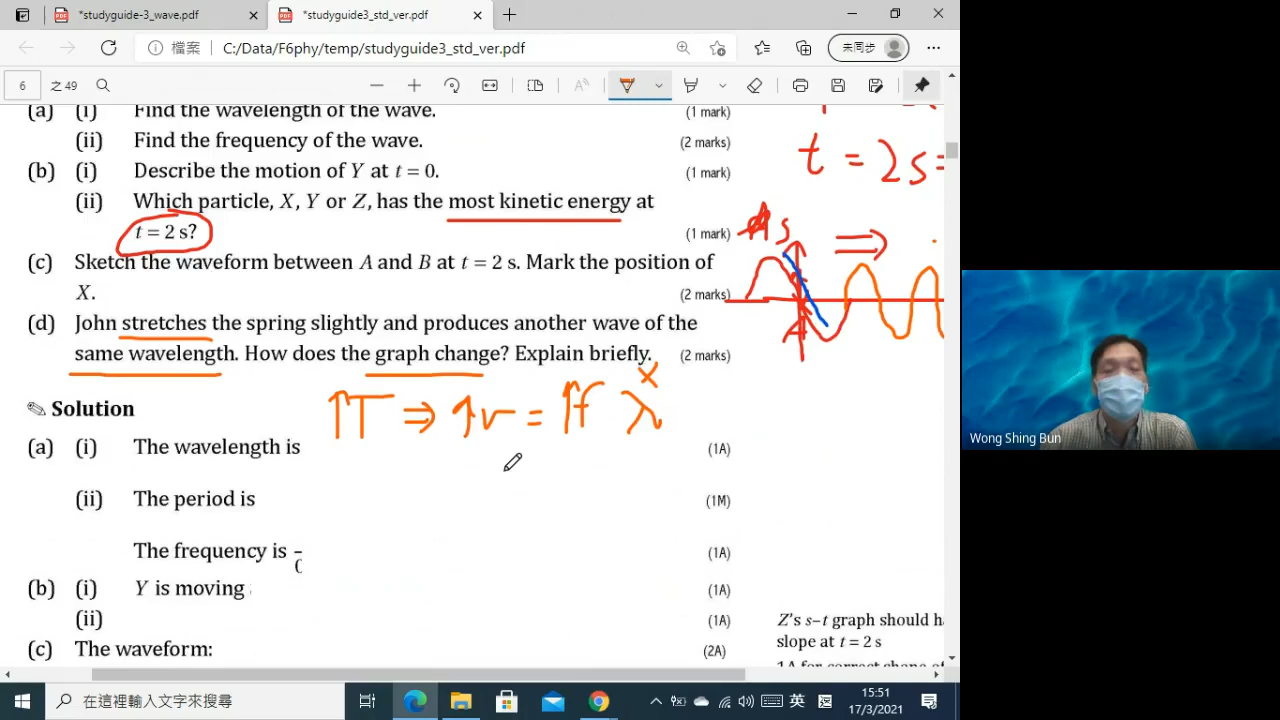 *studyguide-3_wave.pdf
*studyguide3_std_ver.pdf
檔案
C:/Data/F6phy/temp/studyguide3_std_ver.pdf
未同步
6 之 49
(a) (i) Find the wavelength of the wave. (1 mark)
(ii) Find the frequency of the wave. (2 marks)
t = 2s=
(b) (i) Describe the motion of Y at t = 0. (1 mark)
(ii) Which particle, X, Y or Z, has the most kinetic energy at
t = 2 s? (1 mark)
s
(c) Sketch the waveform between A and B at t = 2 s. Mark the position of
X. (2 marks)
(d) John stretches the spring slightly and produces another wave of the
same wavelength. How does the graph change? Explain briefly. (2 marks)
x
↑T ⇒ ↑v = ↑f λ
Solution
(a) (i) The wavelength is (1A)
(ii) The period is (1M)
The frequency is (1A)
(b) (i) Y is moving (1A)
(ii) (1A)
Z's s–t graph should h
slope at t = 2 s
(c) The waveform: (2A)
1A for correct shape of
Wong Shing Bun
在這裡輸入文字來搜尋
英
15:51
17/3/2021